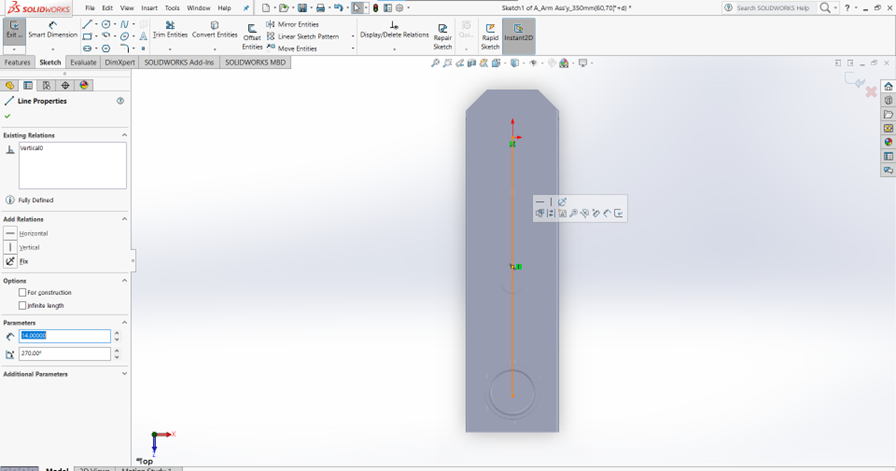 SOLIDWORKS File Edit View Insert Tools Window Help Sketch1 of A_Arm Ass'y_350mm(60,70(*+d) * Search SOLIDWORKS Help
Exit ... Smart Dimension Trim Entities Convert Entities Offset Entities Mirror Entities Display/Delete Relations Repair Sketch Rapid Sketch Instant2D
Linear Sketch Pattern
Move Entities
Features Sketch Evaluate DimXpert SOLIDWORKS Add-Ins SOLIDWORKS MBD
Line Properties
Existing Relations
Vertical0
Fully Defined
Add Relations
Horizontal
Vertical
Fix
Options
For construction
Infinite length
Parameters
14.00000
270.00°
Additional Parameters
X
Z
*Top
Model 3D Views Motion Study 1